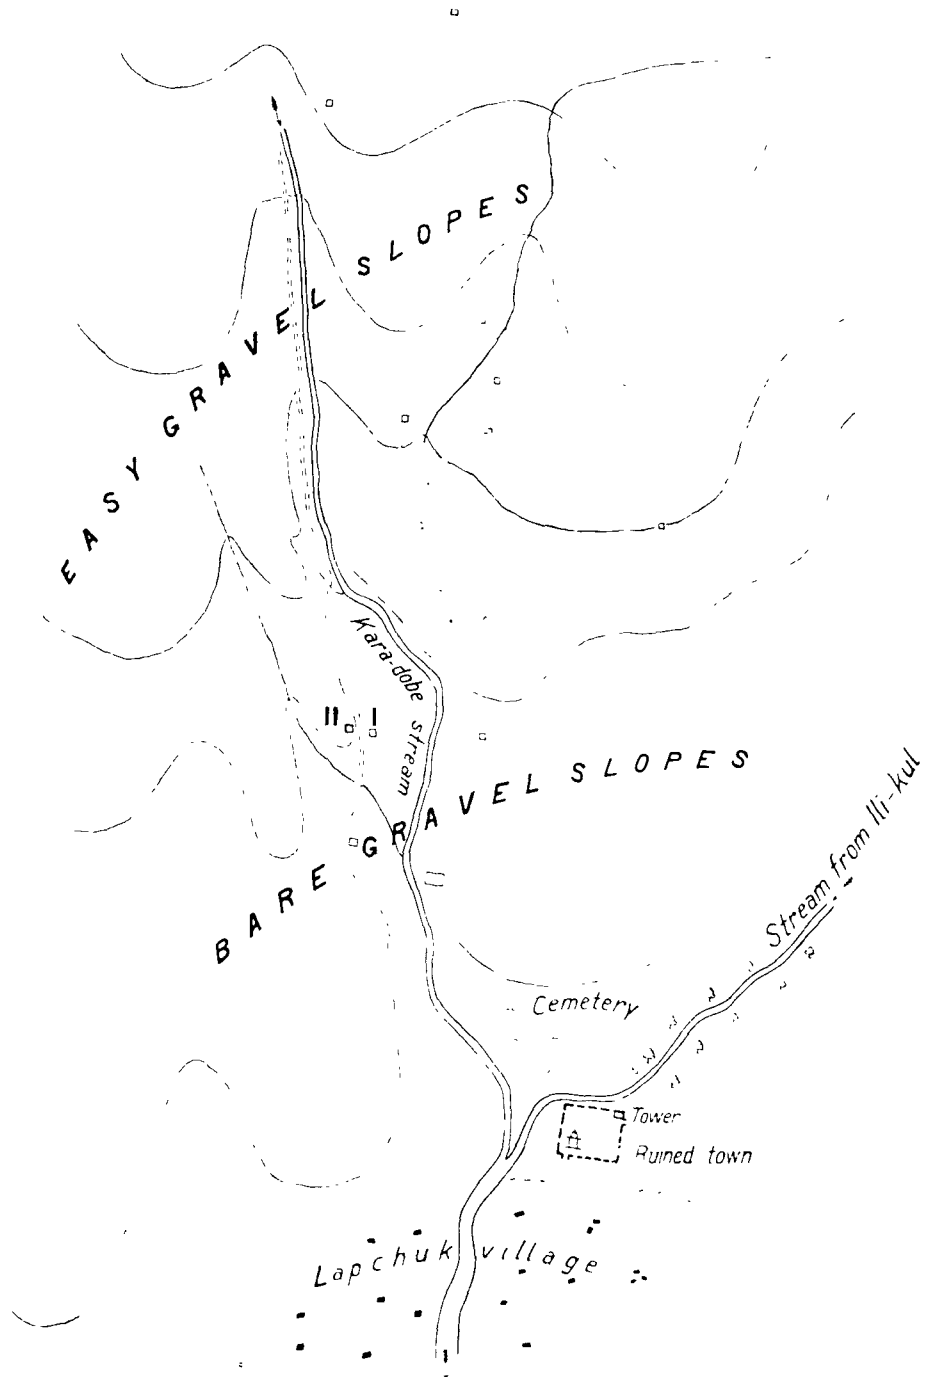 EASY GRAVEL SLOPES
Kara-dobe stream
II I
BARE GRAVEL SLOPES
Stream from Ili-kul
Cemetery
Tower
Ruined town
Lapchuk village